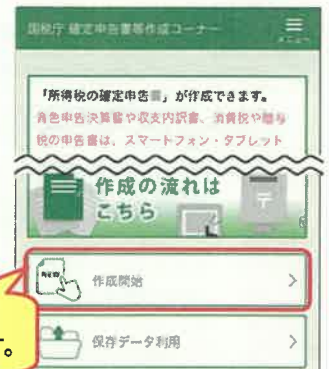 国税庁 確定申告書等作成コーナー
メニュー
「所得税の確定申告書」が作成できます。
青色申告決算書や収支内訳書、消費税や贈与
税の申告書は、スマートフォン・タブレット
作成の流れは
こちら
NEW
作成開始
保存データ利用
す。